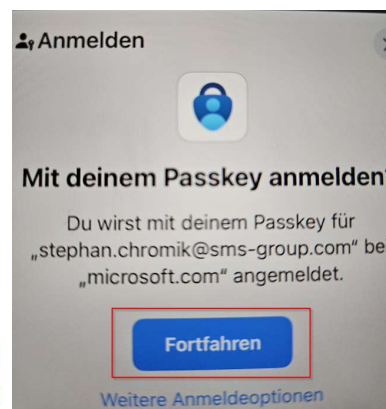 Anmelden
Mit deinem Passkey anmelden?
Du wirst mit deinem Passkey für
„stephan.chromik@sms-group.com“ be
„microsoft.com“ angemeldet.
Fortfahren
Weitere Anmeldeoptionen